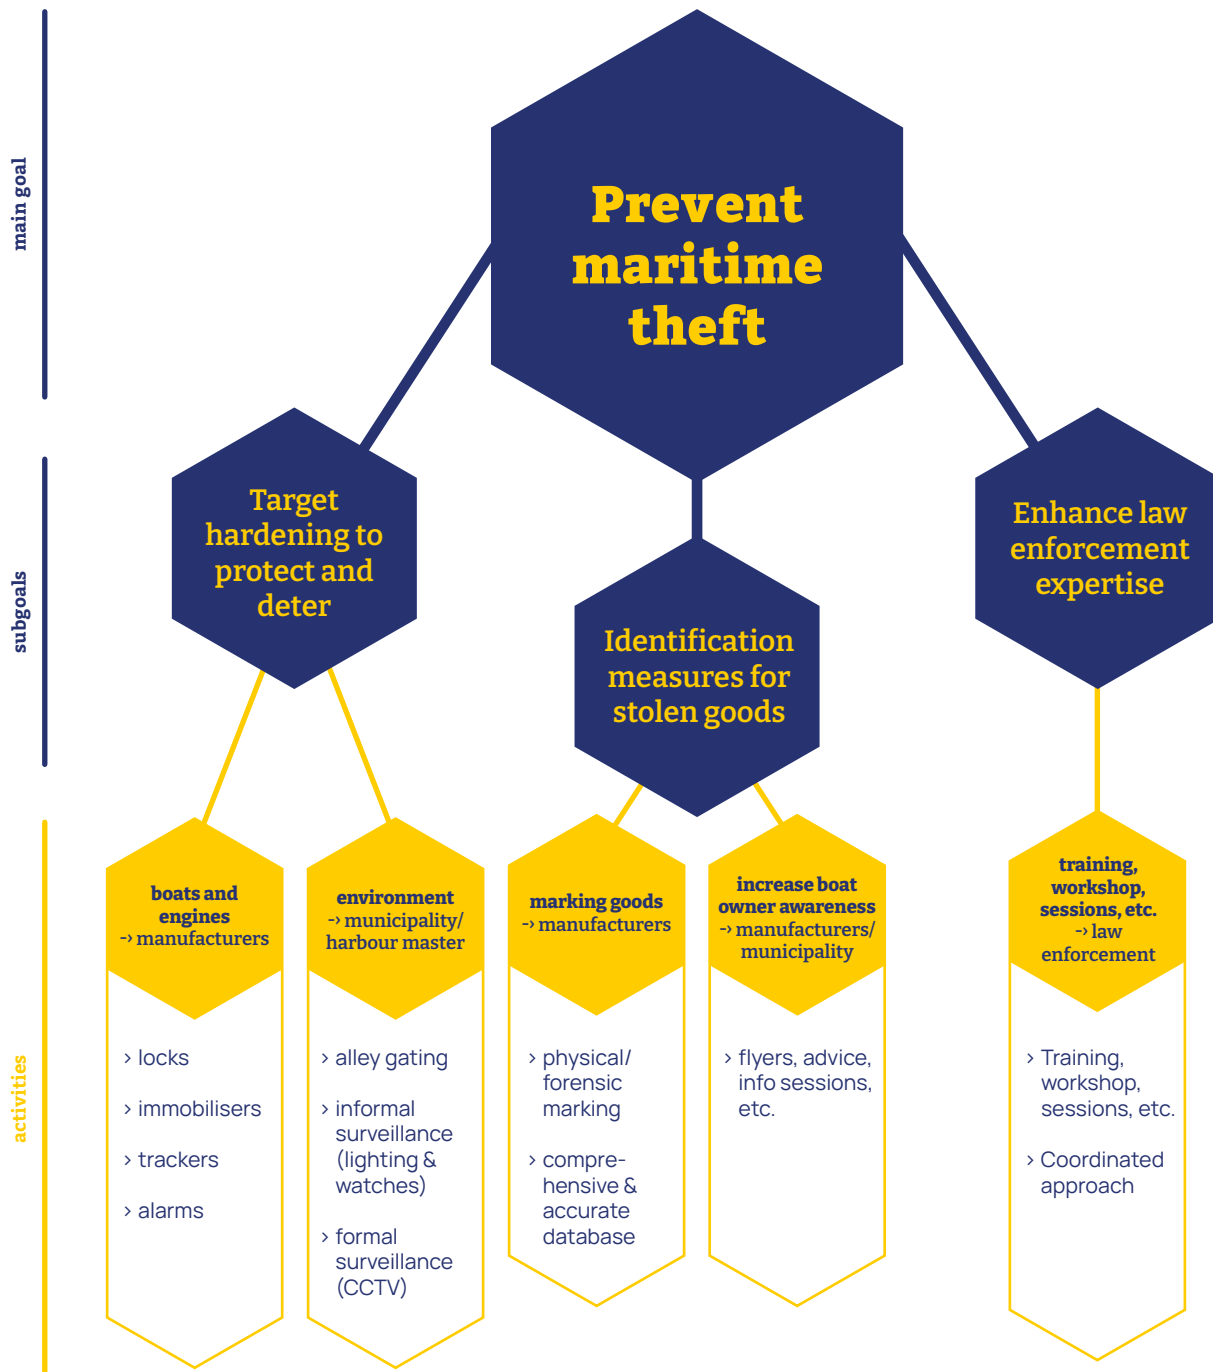 main goal
Prevent
maritime
theft
subgoals
Target
hardening to
protect and
deter
Identification
measures for
stolen goods
Enhance law
enforcement
expertise
activities
boats and
engines
-> manufacturers
> locks
> immobilisers
> trackers
> alarms
environment
-> municipality/
harbour master
> alley gating
> informal
surveillance
(lighting &
watches)
> formal
surveillance
(CCTV)
marking goods
-> manufacturers
> physical/
forensic
marking
> compre-
hensive &
accurate
database
increase boat
owner awareness
-> manufacturers/
municipality
> flyers, advice,
info sessions,
etc.
training,
workshop,
sessions, etc.
-> law
enforcement
> Training,
workshop,
sessions, etc.
> Coordinated
approach